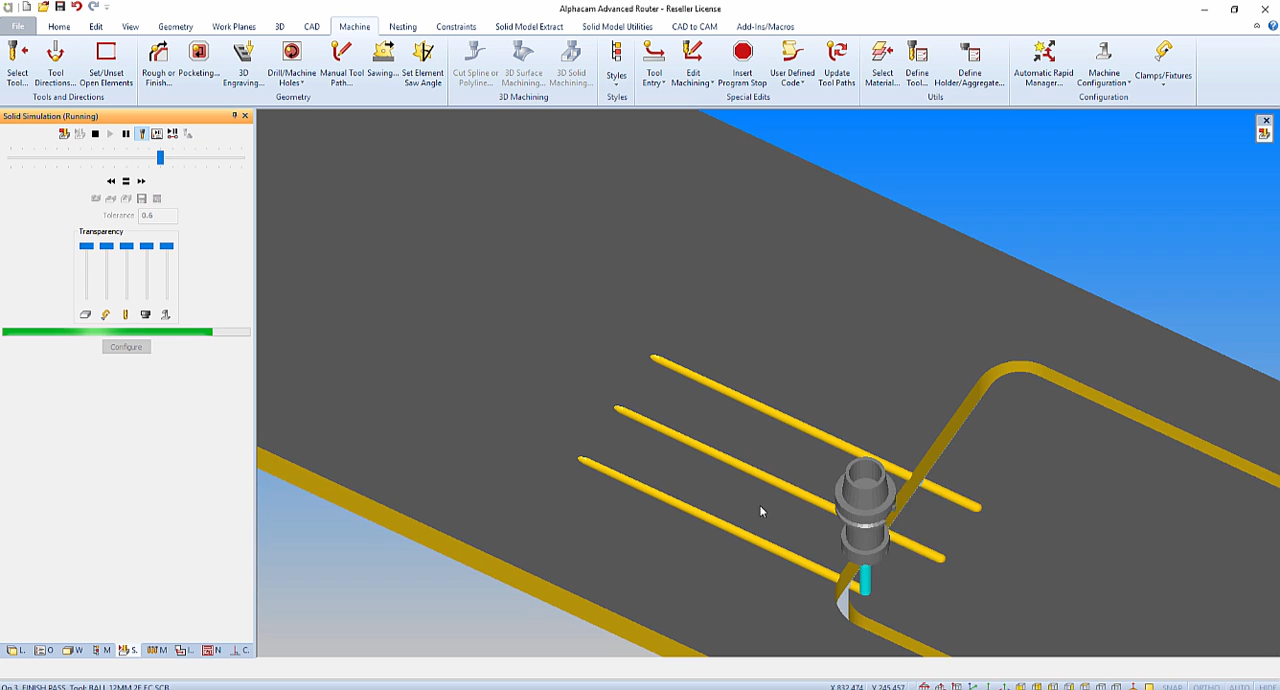 Alphacam Advanced Router - Reseller License
File Home Edit View Geometry Work Planes 3D CAD Machine Nesting Constraints Solid Model Extract Solid Model Utilities CAD to CAM Add-Ins/Macros
Select Tool Set/Unset Rough or Pocketing... 3D Drill/Machine Manual Tool Sawing... Set Element Cut Spline or 3D Surface 3D Solid Styles Tool Edit Insert User Defined Update Select Define Define Automatic Rapid Machine Clamps/Fixtures
Tool... Directions... Open Elements Finish... Engraving... Holes Path... Saw Angle Polyline... Machining... Machining... Entry Machining Program Stop Code Tool Paths Material... Tool... Holder/Aggregate... Manager... Configuration
Tools and Directions Geometry 3D Machining Styles Special Edits Utils Configuration
Solid Simulation (Running)
Tolerance 0.6
Transparency
Configure
L. O W M S. M I.. N C.
Op 3 FINISH PASS Tool: BALL 12MM 2F FC SCB X 832.474 Y 245.457 SNAP ORTHO AUTO HIDE